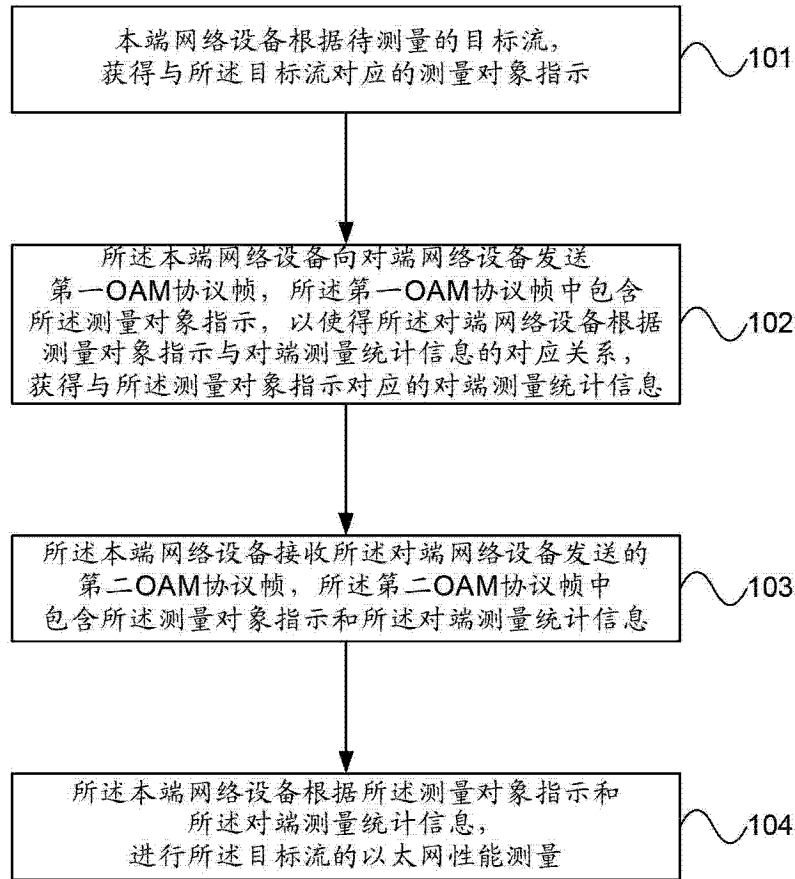 本端网络设备根据待测量的目标流，
获得与所述目标流对应的测量对象指示
101
所述本端网络设备向对端网络设备发送
第一OAM协议帧，所述第一OAM协议帧中包含
所述测量对象指示，以使得所述对端网络设备根据
测量对象指示与对端测量统计信息的对应关系，
获得与所述测量对象指示对应的对端测量统计信息
102
所述本端网络设备接收所述对端网络设备发送的
第二OAM协议帧，所述第二OAM协议帧中
包含所述测量对象指示和所述对端测量统计信息
103
所述本端网络设备根据所述测量对象指示和
所述对端测量统计信息，
进行所述目标流的以太网性能测量
104